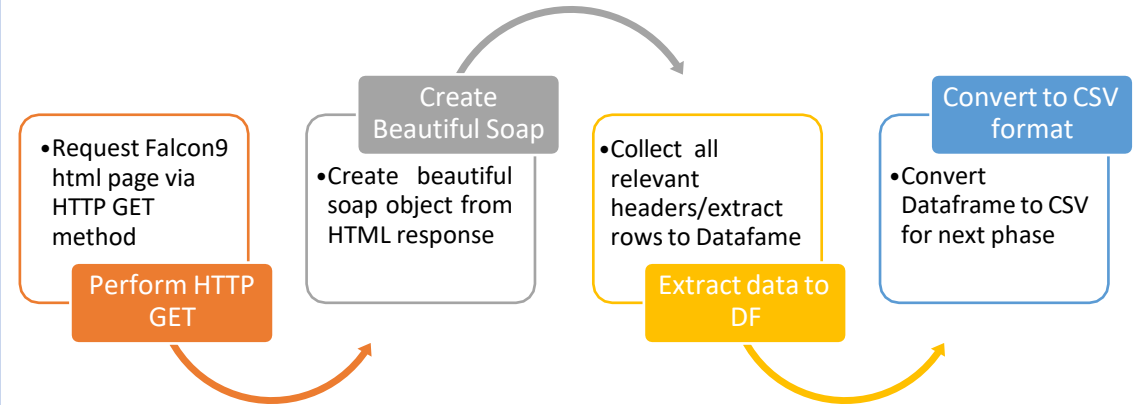 •Request Falcon9
html page via
HTTP GET
method
Perform HTTP
GET
Create
Beautiful Soap
•Create beautiful
soap object from
HTML response
•Collect all
relevant
headers/extract
rows to Datafame
Extract data to
DF
Convert to CSV
format
•Convert
Dataframe to CSV
for next phase